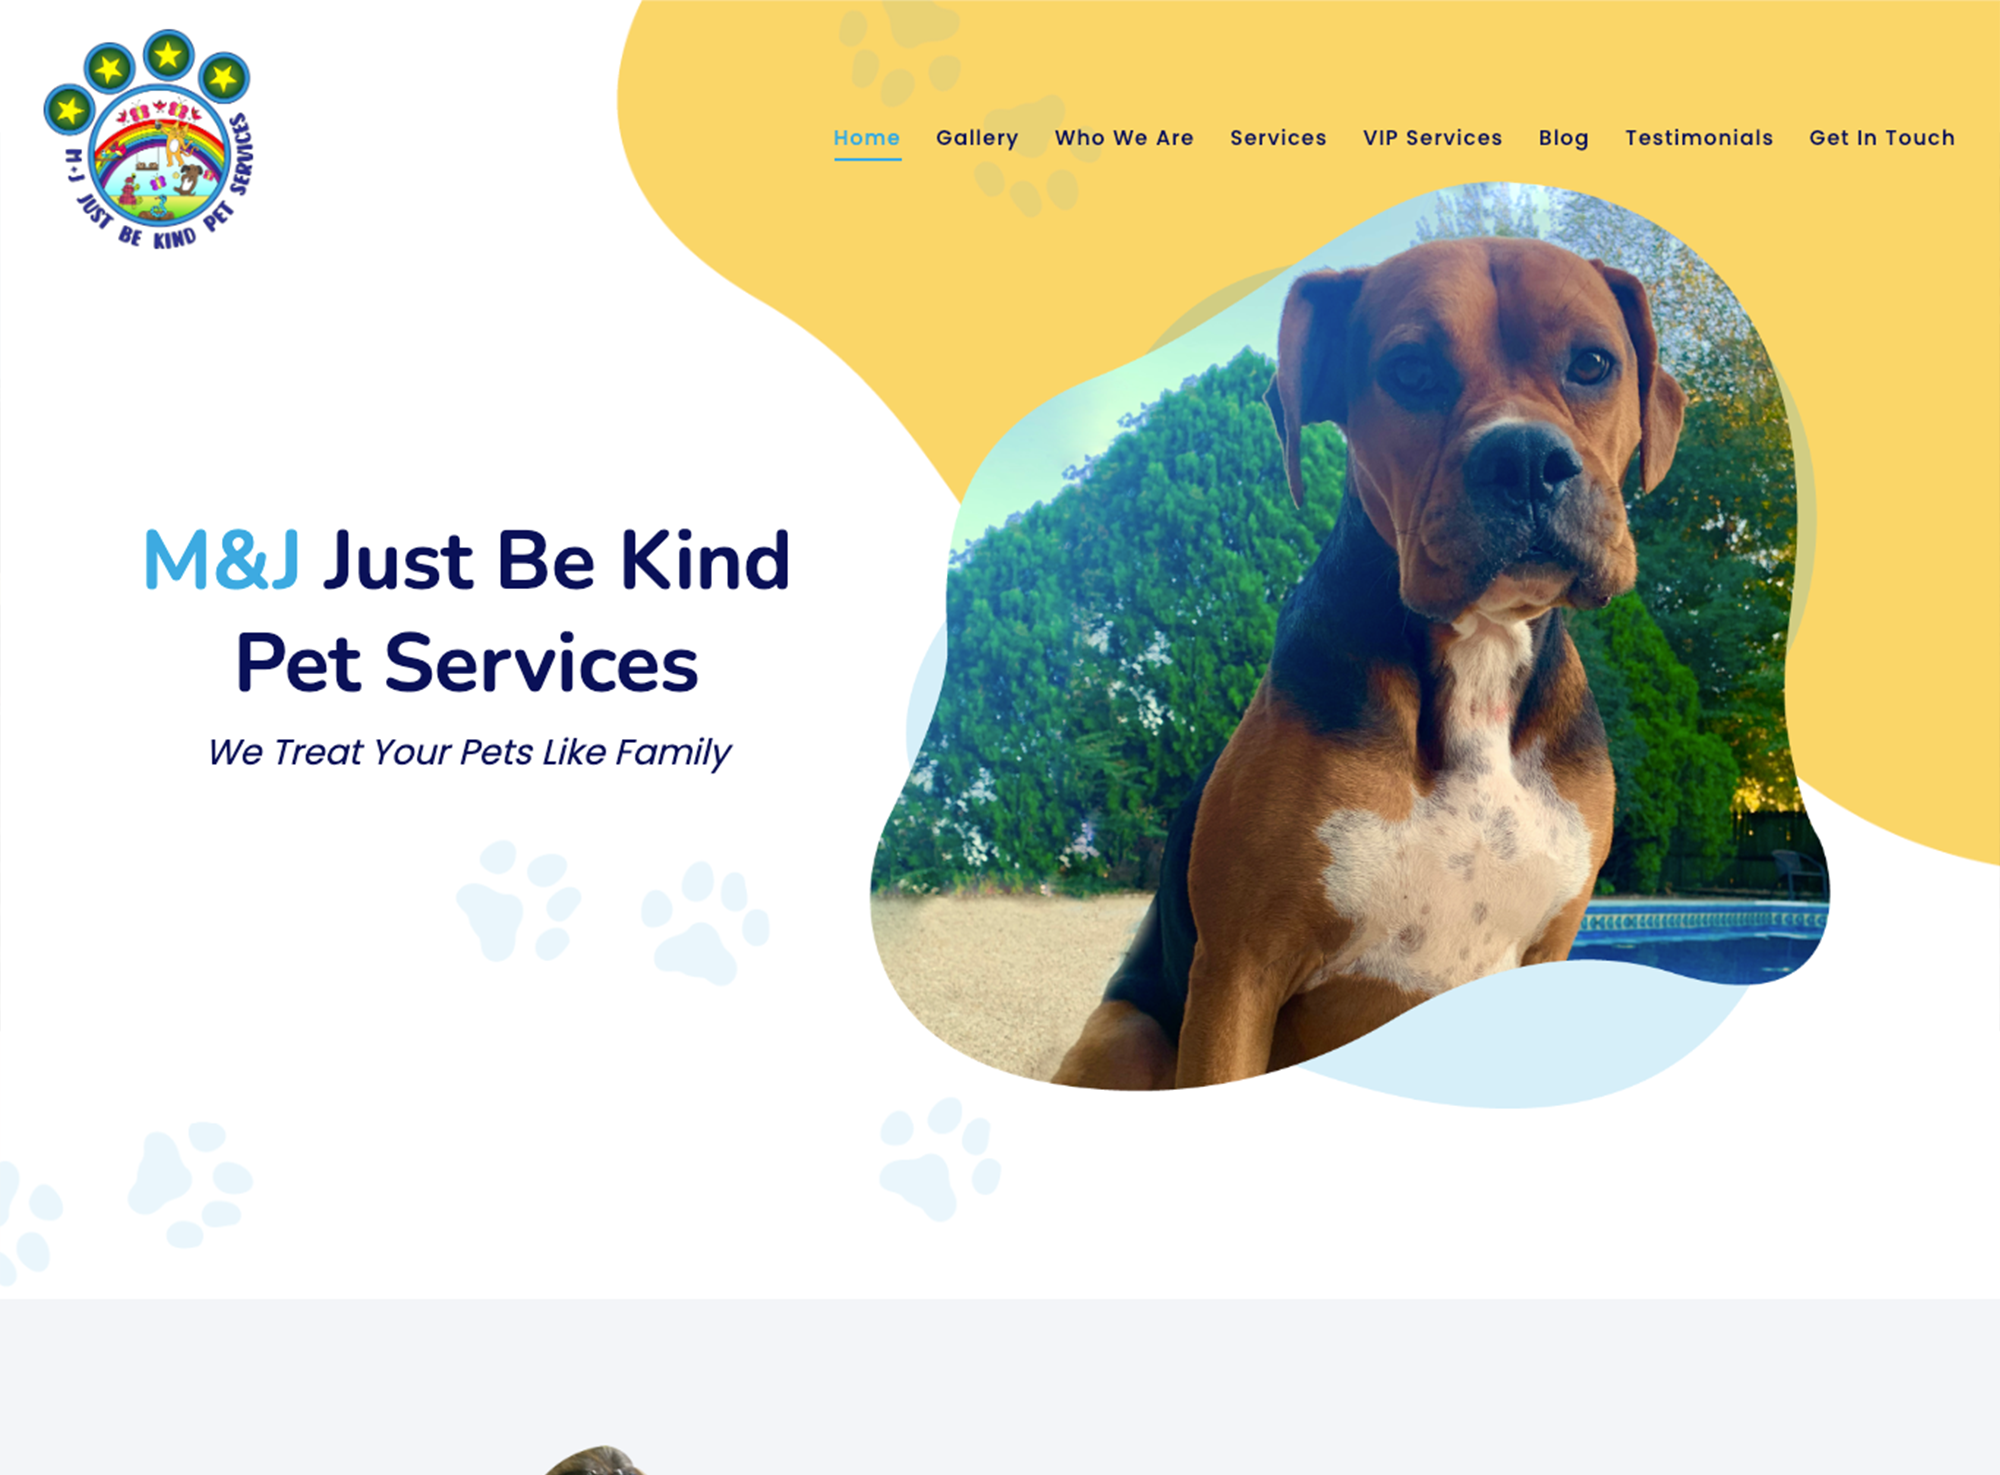 M+J JUST BE KIND PET SERVICES
Home Gallery Who We Are Services VIP Services Blog Testimonials Get In Touch
M&J Just Be Kind
Pet Services
We Treat Your Pets Like Family